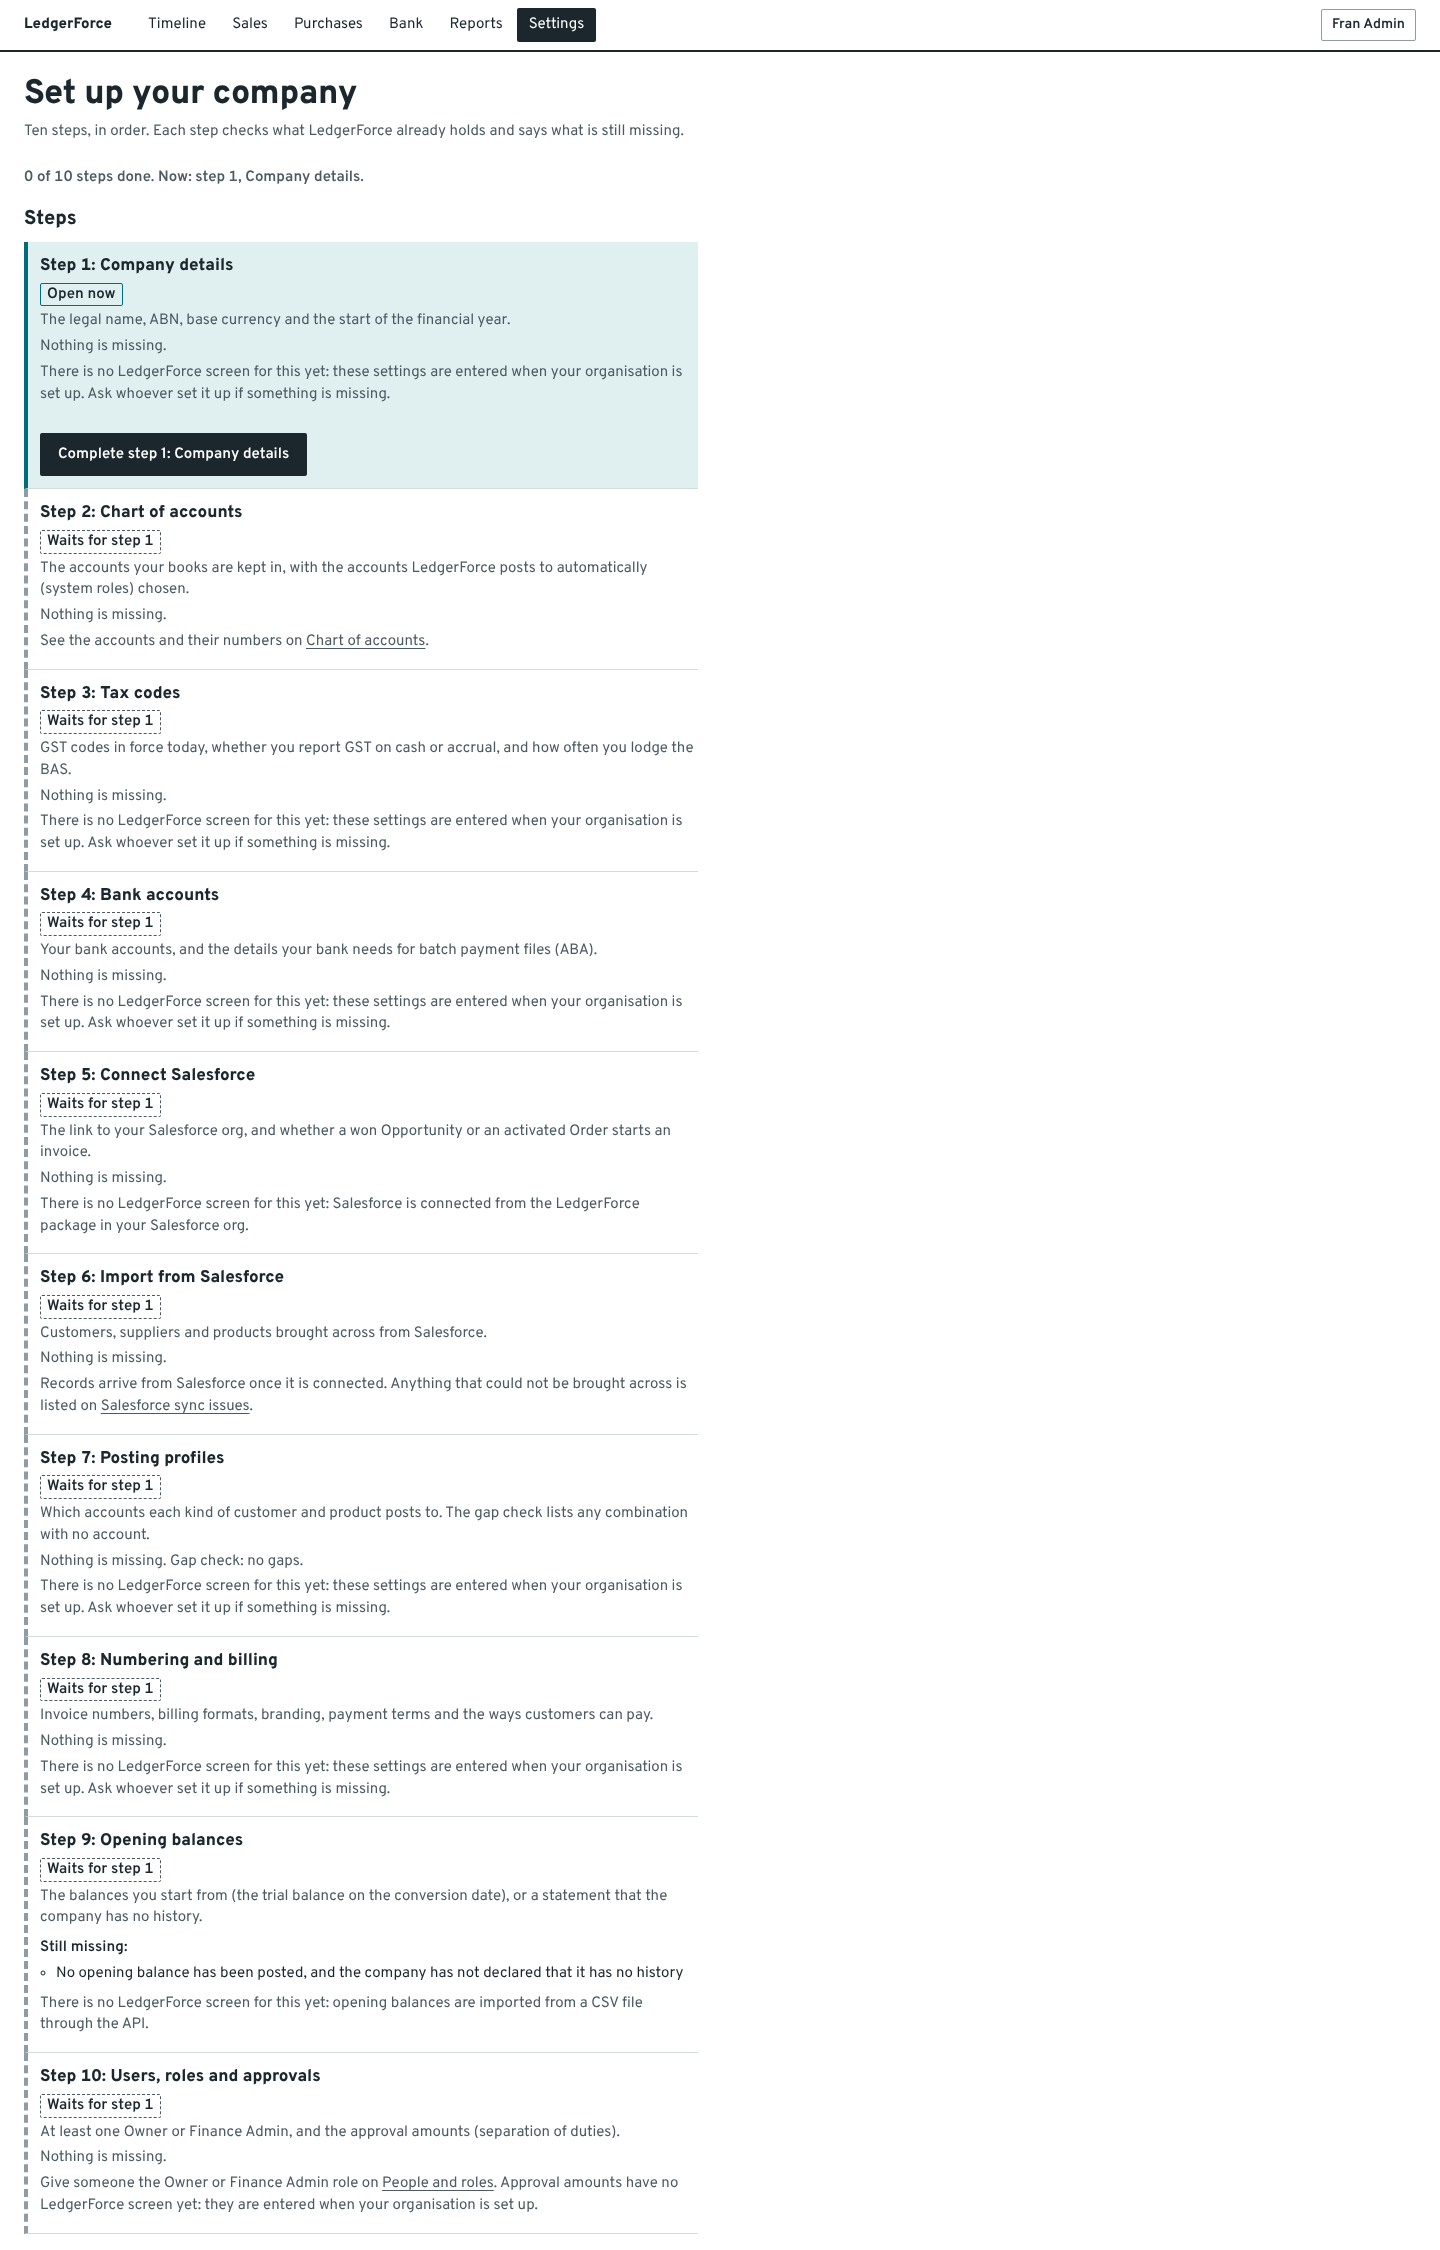 LedgerForce Timeline Sales Purchases Bank Reports Settings Fran Admin
Set up your company
Ten steps, in order. Each step checks what LedgerForce already holds and says what is still missing.
0 of 10 steps done. Now: step 1, Company details.
Steps
Step 1: Company details
Open now
The legal name, ABN, base currency and the start of the financial year.
Nothing is missing.
There is no LedgerForce screen for this yet: these settings are entered when your organisation is
set up. Ask whoever set it up if something is missing.
Complete step 1: Company details
Step 2: Chart of accounts
Waits for step 1
The accounts your books are kept in, with the accounts LedgerForce posts to automatically
(system roles) chosen.
Nothing is missing.
See the accounts and their numbers on Chart of accounts.
Step 3: Tax codes
Waits for step 1
GST codes in force today, whether you report GST on cash or accrual, and how often you lodge the
BAS.
Nothing is missing.
There is no LedgerForce screen for this yet: these settings are entered when your organisation is
set up. Ask whoever set it up if something is missing.
Step 4: Bank accounts
Waits for step 1
Your bank accounts, and the details your bank needs for batch payment files (ABA).
Nothing is missing.
There is no LedgerForce screen for this yet: these settings are entered when your organisation is
set up. Ask whoever set it up if something is missing.
Step 5: Connect Salesforce
Waits for step 1
The link to your Salesforce org, and whether a won Opportunity or an activated Order starts an
invoice.
Nothing is missing.
There is no LedgerForce screen for this yet: Salesforce is connected from the LedgerForce
package in your Salesforce org.
Step 6: Import from Salesforce
Waits for step 1
Customers, suppliers and products brought across from Salesforce.
Nothing is missing.
Records arrive from Salesforce once it is connected. Anything that could not be brought across is
listed on Salesforce sync issues.
Step 7: Posting profiles
Waits for step 1
Which accounts each kind of customer and product posts to. The gap check lists any combination
with no account.
Nothing is missing. Gap check: no gaps.
There is no LedgerForce screen for this yet: these settings are entered when your organisation is
set up. Ask whoever set it up if something is missing.
Step 8: Numbering and billing
Waits for step 1
Invoice numbers, billing formats, branding, payment terms and the ways customers can pay.
Nothing is missing.
There is no LedgerForce screen for this yet: these settings are entered when your organisation is
set up. Ask whoever set it up if something is missing.
Step 9: Opening balances
Waits for step 1
The balances you start from (the trial balance on the conversion date), or a statement that the
company has no history.
Still missing:
No opening balance has been posted, and the company has not declared that it has no history
There is no LedgerForce screen for this yet: opening balances are imported from a CSV file
through the API.
Step 10: Users, roles and approvals
Waits for step 1
At least one Owner or Finance Admin, and the approval amounts (separation of duties).
Nothing is missing.
Give someone the Owner or Finance Admin role on People and roles. Approval amounts have no
LedgerForce screen yet: they are entered when your organisation is set up.